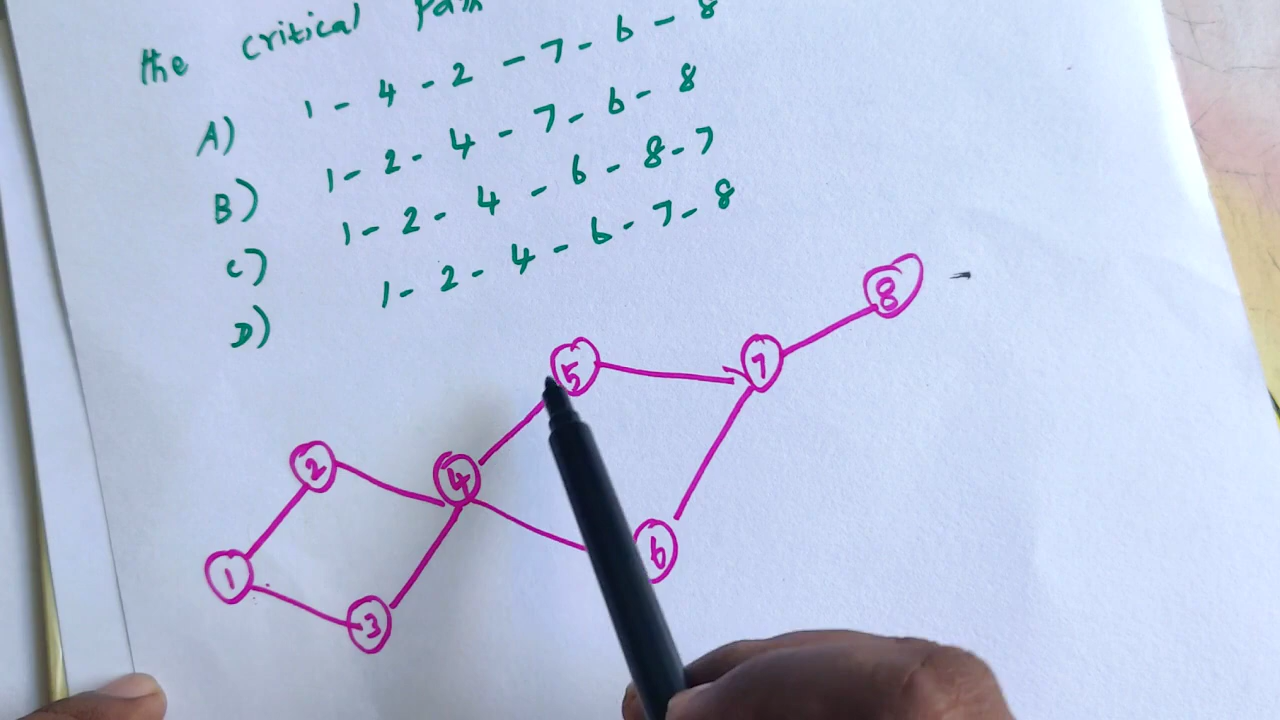 the critical path
A) 1 - 4 - 2 - 7 - 6 - 8
B) 1 - 2 - 4 - 7 - 6 - 8
C) 1 - 2 - 4 - 6 - 8 - 7
D) 1 - 2 - 4 - 6 - 7 - 8
8
5
7
2
4
6
1
3